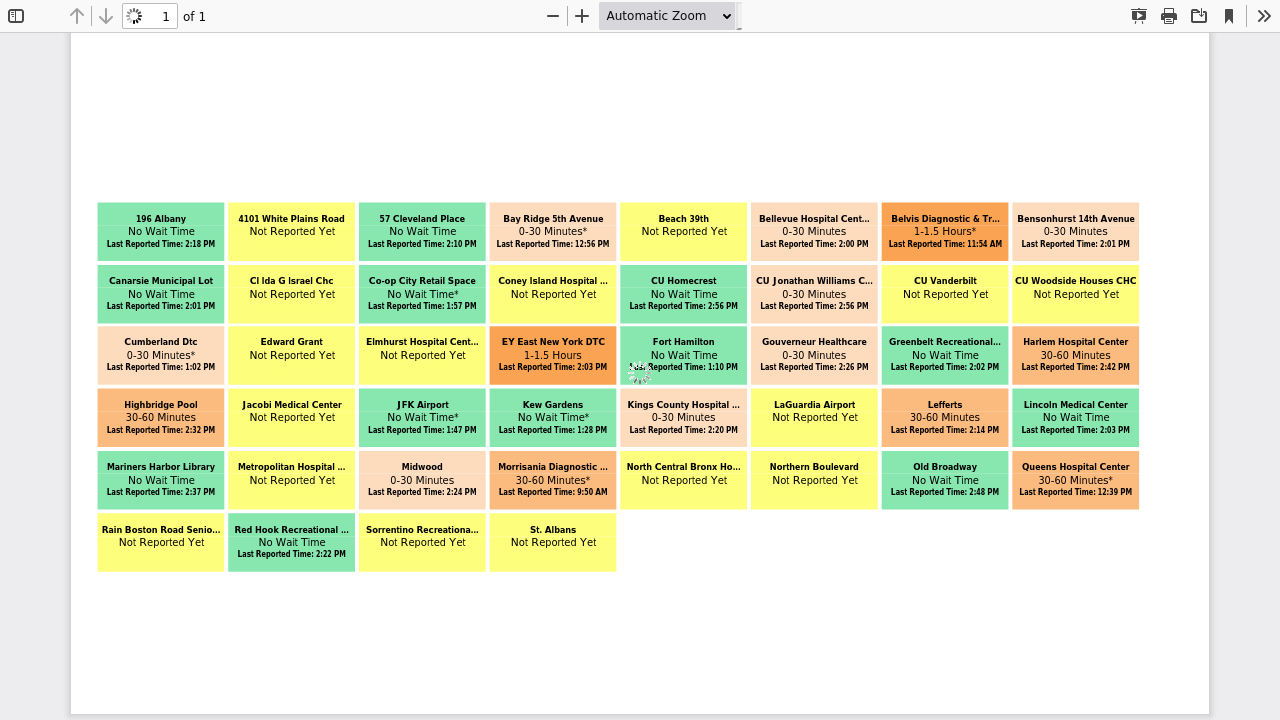 1 of 1 Automatic Zoom
196 Albany
No Wait Time
Last Reported Time: 2:18 PM
4101 White Plains Road
Not Reported Yet
57 Cleveland Place
No Wait Time
Last Reported Time: 2:10 PM
Bay Ridge 5th Avenue
0-30 Minutes*
Last Reported Time: 12:56 PM
Beach 39th
Not Reported Yet
Bellevue Hospital Cent...
0-30 Minutes
Last Reported Time: 2:00 PM
Belvis Diagnostic & Tr...
1-1.5 Hours*
Last Reported Time: 11:54 AM
Bensonhurst 14th Avenue
0-30 Minutes
Last Reported Time: 2:01 PM
Canarsie Municipal Lot
No Wait Time
Last Reported Time: 2:01 PM
Cl Ida G Israel Chc
Not Reported Yet
Co-op City Retail Space
No Wait Time*
Last Reported Time: 1:57 PM
Coney Island Hospital ...
Not Reported Yet
CU Homecrest
No Wait Time
Last Reported Time: 2:56 PM
CU Jonathan Williams C...
0-30 Minutes
Last Reported Time: 2:56 PM
CU Vanderbilt
Not Reported Yet
CU Woodside Houses CHC
Not Reported Yet
Cumberland Dtc
0-30 Minutes*
Last Reported Time: 1:02 PM
Edward Grant
Not Reported Yet
Elmhurst Hospital Cent...
Not Reported Yet
EY East New York DTC
1-1.5 Hours
Last Reported Time: 2:03 PM
Fort Hamilton
No Wait Time
Reported Time: 1:10 PM
Gouverneur Healthcare
0-30 Minutes
Last Reported Time: 2:26 PM
Greenbelt Recreational...
No Wait Time
Last Reported Time: 2:02 PM
Harlem Hospital Center
30-60 Minutes
Last Reported Time: 2:42 PM
Highbridge Pool
30-60 Minutes
Last Reported Time: 2:32 PM
Jacobi Medical Center
Not Reported Yet
JFK Airport
No Wait Time*
Last Reported Time: 1:47 PM
Kew Gardens
No Wait Time*
Last Reported Time: 1:28 PM
Kings County Hospital ...
0-30 Minutes
Last Reported Time: 2:20 PM
LaGuardia Airport
Not Reported Yet
Lefferts
30-60 Minutes
Last Reported Time: 2:14 PM
Lincoln Medical Center
No Wait Time
Last Reported Time: 2:03 PM
Mariners Harbor Library
No Wait Time
Last Reported Time: 2:37 PM
Metropolitan Hospital ...
Not Reported Yet
Midwood
0-30 Minutes
Last Reported Time: 2:24 PM
Morrisania Diagnostic ...
30-60 Minutes*
Last Reported Time: 9:50 AM
North Central Bronx Ho...
Not Reported Yet
Northern Boulevard
Not Reported Yet
Old Broadway
No Wait Time
Last Reported Time: 2:48 PM
Queens Hospital Center
30-60 Minutes*
Last Reported Time: 12:39 PM
Rain Boston Road Senio...
Not Reported Yet
Red Hook Recreational ...
No Wait Time
Last Reported Time: 2:22 PM
Sorrentino Recreationa...
Not Reported Yet
St. Albans
Not Reported Yet